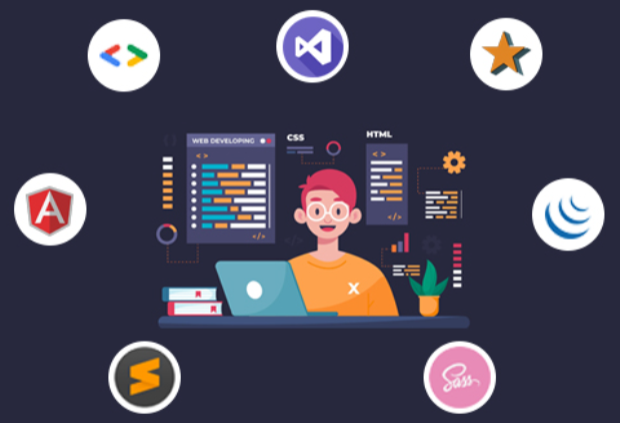 WEB DEVELOPING
< >
</>
CSS
HTML
< >
</>
A
X
S
Sass